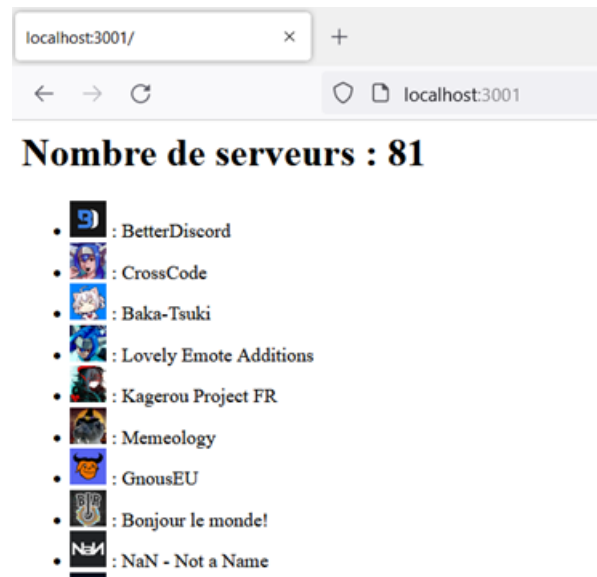 localhost:3001/
localhost:3001
Nombre de serveurs : 81
: BetterDiscord
: CrossCode
: Baka-Tsuki
: Lovely Emote Additions
: Kagerou Project FR
: Memeology
: GnousEU
: Bonjour le monde!
NaN : NaN - Not a Name